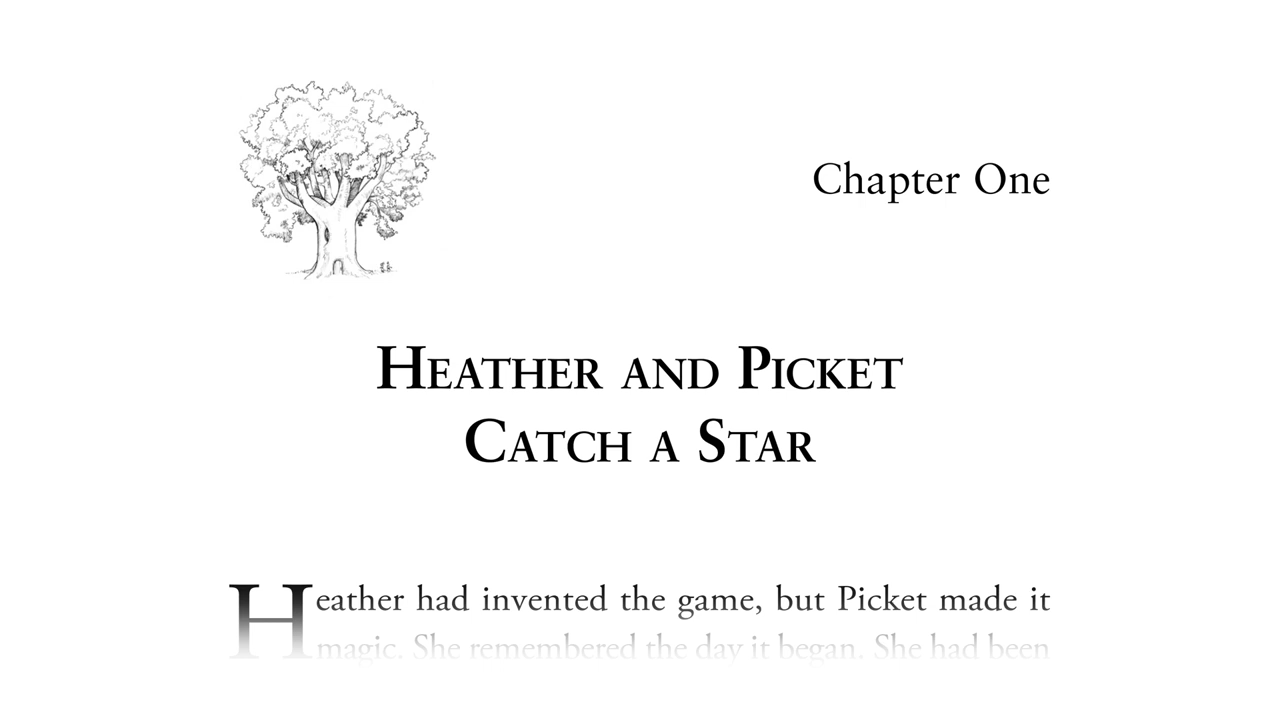 Chapter One
Heather and Picket
Catch a Star
Heather had invented the game, but Picket made it
magic. She remembered the day it began. She had been